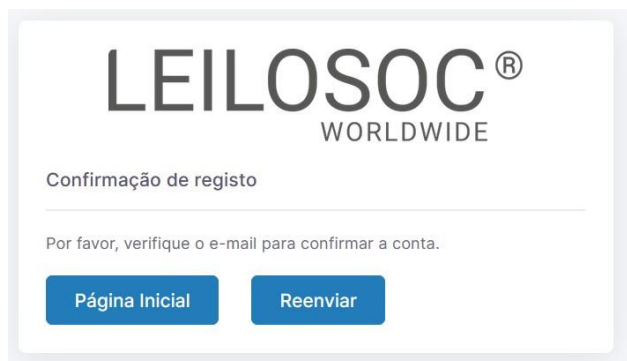 LEILOSOC®
WORLDWIDE
Confirmação de registo
Por favor, verifique o e-mail para confirmar a conta.
Página Inicial
Reenviar